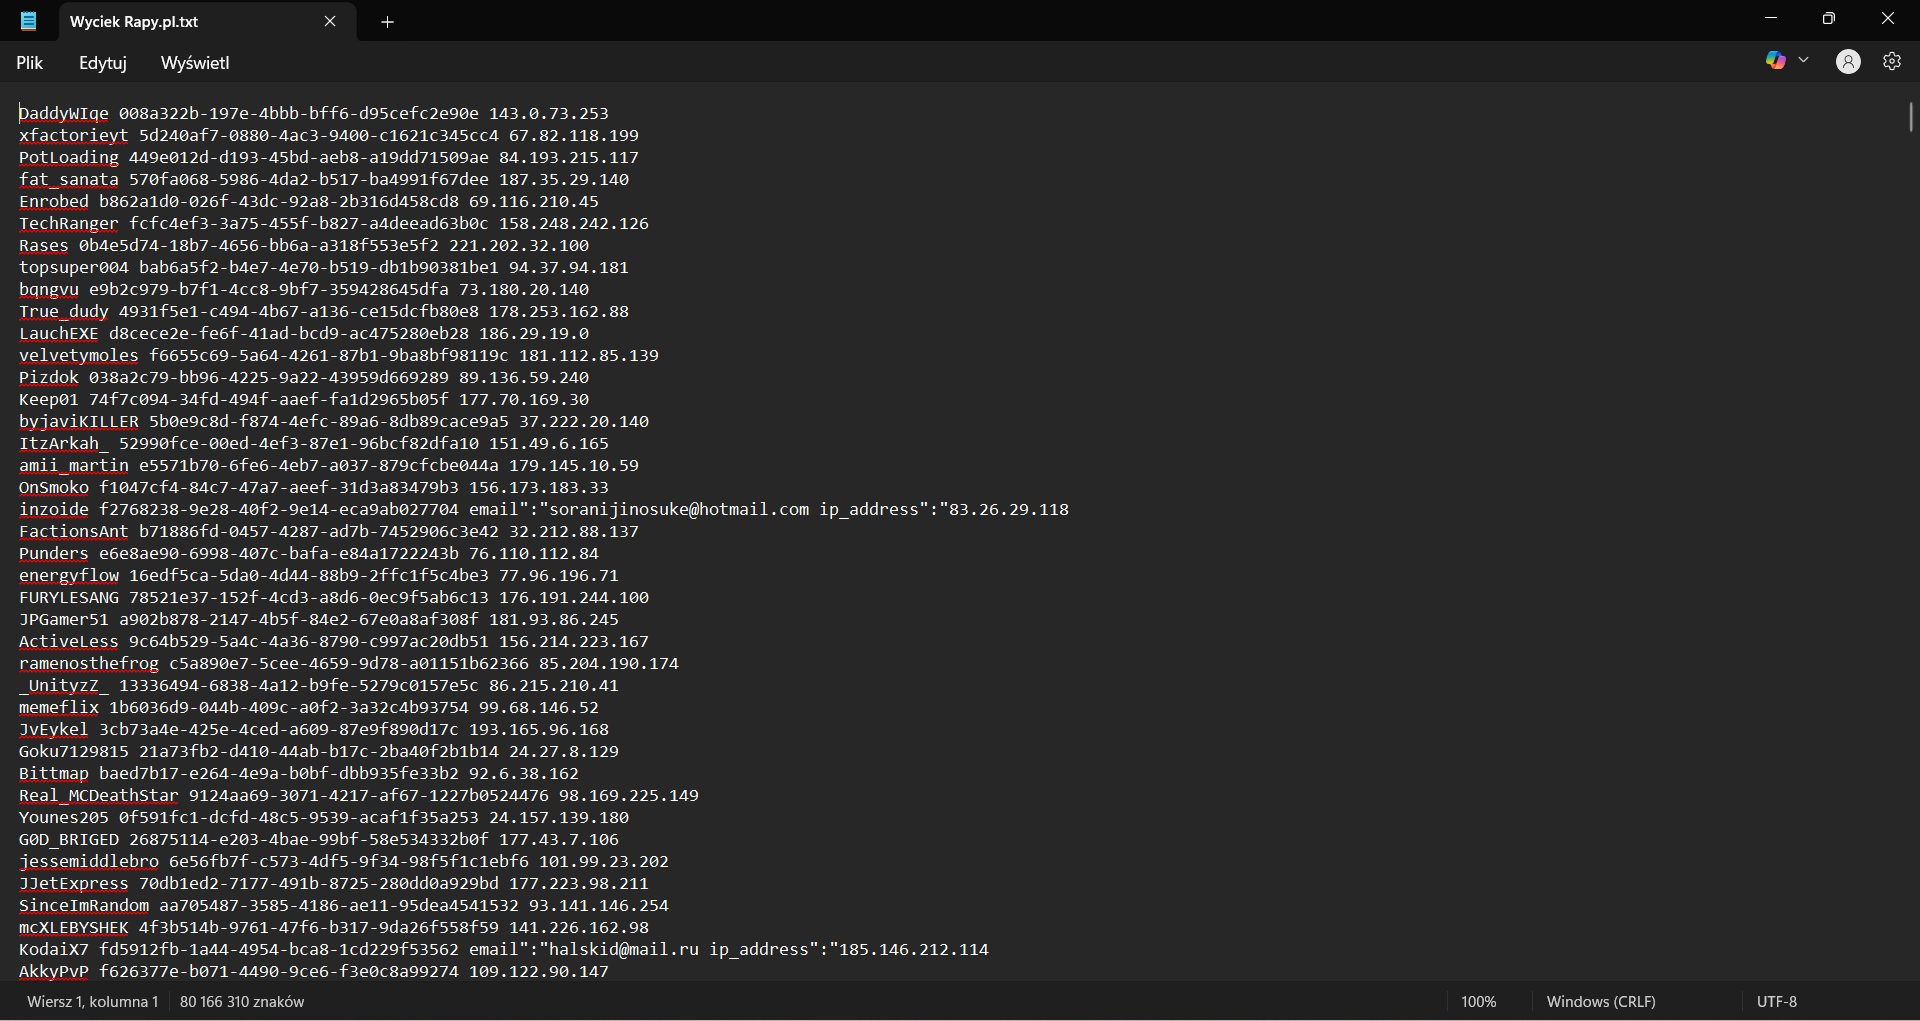 Wyciek Rapy.pl.txt
Plik Edytuj Wyświetl
DaddyWIqe 008a322b-197e-4bbb-bff6-d95cefc2e90e 143.0.73.253
xfactorieyt 5d240af7-0880-4ac3-9400-c1621c345cc4 67.82.118.199
PotLoading 449e012d-d193-45bd-aeb8-a19dd71509ae 84.193.215.117
fat_sanata 570fa068-5986-4da2-b517-ba4991f67dee 187.35.29.140
Enrobed b862a1d0-026f-43dc-92a8-2b316d458cd8 69.116.210.45
TechRanger fcfc4ef3-3a75-455f-b827-a4deead63b0c 158.248.242.126
Rases 0b4e5d74-18b7-4656-bb6a-a318f553e5f2 221.202.32.100
topsuper004 bab6a5f2-b4e7-4e70-b519-db1b90381be1 94.37.94.181
bqngvu e9b2c979-b7f1-4cc8-9bf7-359428645dfa 73.180.20.140
True_dudy 4931f5e1-c494-4b67-a136-ce15dcfb80e8 178.253.162.88
LauchEXE d8cece2e-fe6f-41ad-bcd9-ac475280eb28 186.29.19.0
velvetymoles f6655c69-5a64-4261-87b1-9ba8bf98119c 181.112.85.139
Pizdok 038a2c79-bb96-4225-9a22-43959d669289 89.136.59.240
Keep01 74f7c094-34fd-494f-aaef-fa1d2965b05f 177.70.169.30
byjaviKILLER 5b0e9c8d-f874-4efc-89a6-8db89cace9a5 37.222.20.140
ItzArkah_ 52990fce-00ed-4ef3-87e1-96bcf82dfa10 151.49.6.165
amii_martin e5571b70-6fe6-4eb7-a037-879cfcbe044a 179.145.10.59
OnSmoko f1047cf4-84c7-47a7-aeef-31d3a83479b3 156.173.183.33
inzoide f2768238-9e28-40f2-9e14-eca9ab027704 email":"soranijinosuke@hotmail.com ip_address":"83.26.29.118
FactionsAnt b71886fd-0457-4287-ad7b-7452906c3e42 32.212.88.137
Punders e6e8ae90-6998-407c-bafa-e84a1722243b 76.110.112.84
energyflow 16edf5ca-5da0-4d44-88b9-2ffc1f5c4be3 77.96.196.71
FURYLESANG 78521e37-152f-4cd3-a8d6-0ec9f5ab6c13 176.191.244.100
JPGamer51 a902b878-2147-4b5f-84e2-67e0a8af308f 181.93.86.245
ActiveLess 9c64b529-5a4c-4a36-8790-c997ac20db51 156.214.223.167
ramenosthefrog c5a890e7-5cee-4659-9d78-a01151b62366 85.204.190.174
_UnityzZ_ 13336494-6838-4a12-b9fe-5279c0157e5c 86.215.210.41
memeflix 1b6036d9-044b-409c-a0f2-3a32c4b93754 99.68.146.52
JvEykel 3cb73a4e-425e-4ced-a609-87e9f890d17c 193.165.96.168
Goku7129815 21a73fb2-d410-44ab-b17c-2ba40f2b1b14 24.27.8.129
Bittmap baed7b17-e264-4e9a-b0bf-dbb935fe33b2 92.6.38.162
Real_MCDeathStar 9124aa69-3071-4217-af67-1227b0524476 98.169.225.149
Younes205 0f591fc1-dcfd-48c5-9539-acaf1f35a253 24.157.139.180
G0D_BRIGED 26875114-e203-4bae-99bf-58e534332b0f 177.43.7.106
jessemiddlebro 6e56fb7f-c573-4df5-9f34-98f5f1c1ebf6 101.99.23.202
JJetExpress 70db1ed2-7177-491b-8725-280dd0a929bd 177.223.98.211
SinceImRandom aa705487-3585-4186-ae11-95dea4541532 93.141.146.254
mcXLEBYSHEK 4f3b514b-9761-47f6-b317-9da26f558f59 141.226.162.98
KodaiX7 fd5912fb-1a44-4954-bca8-1cd229f53562 email":"halskid@mail.ru ip_address":"185.146.212.114
AkkyPvP f626377e-b071-4490-9ce6-f3e0c8a99274 109.122.90.147
Wiersz 1, kolumna 1 80 166 310 znaków 100% Windows (CRLF) UTF-8